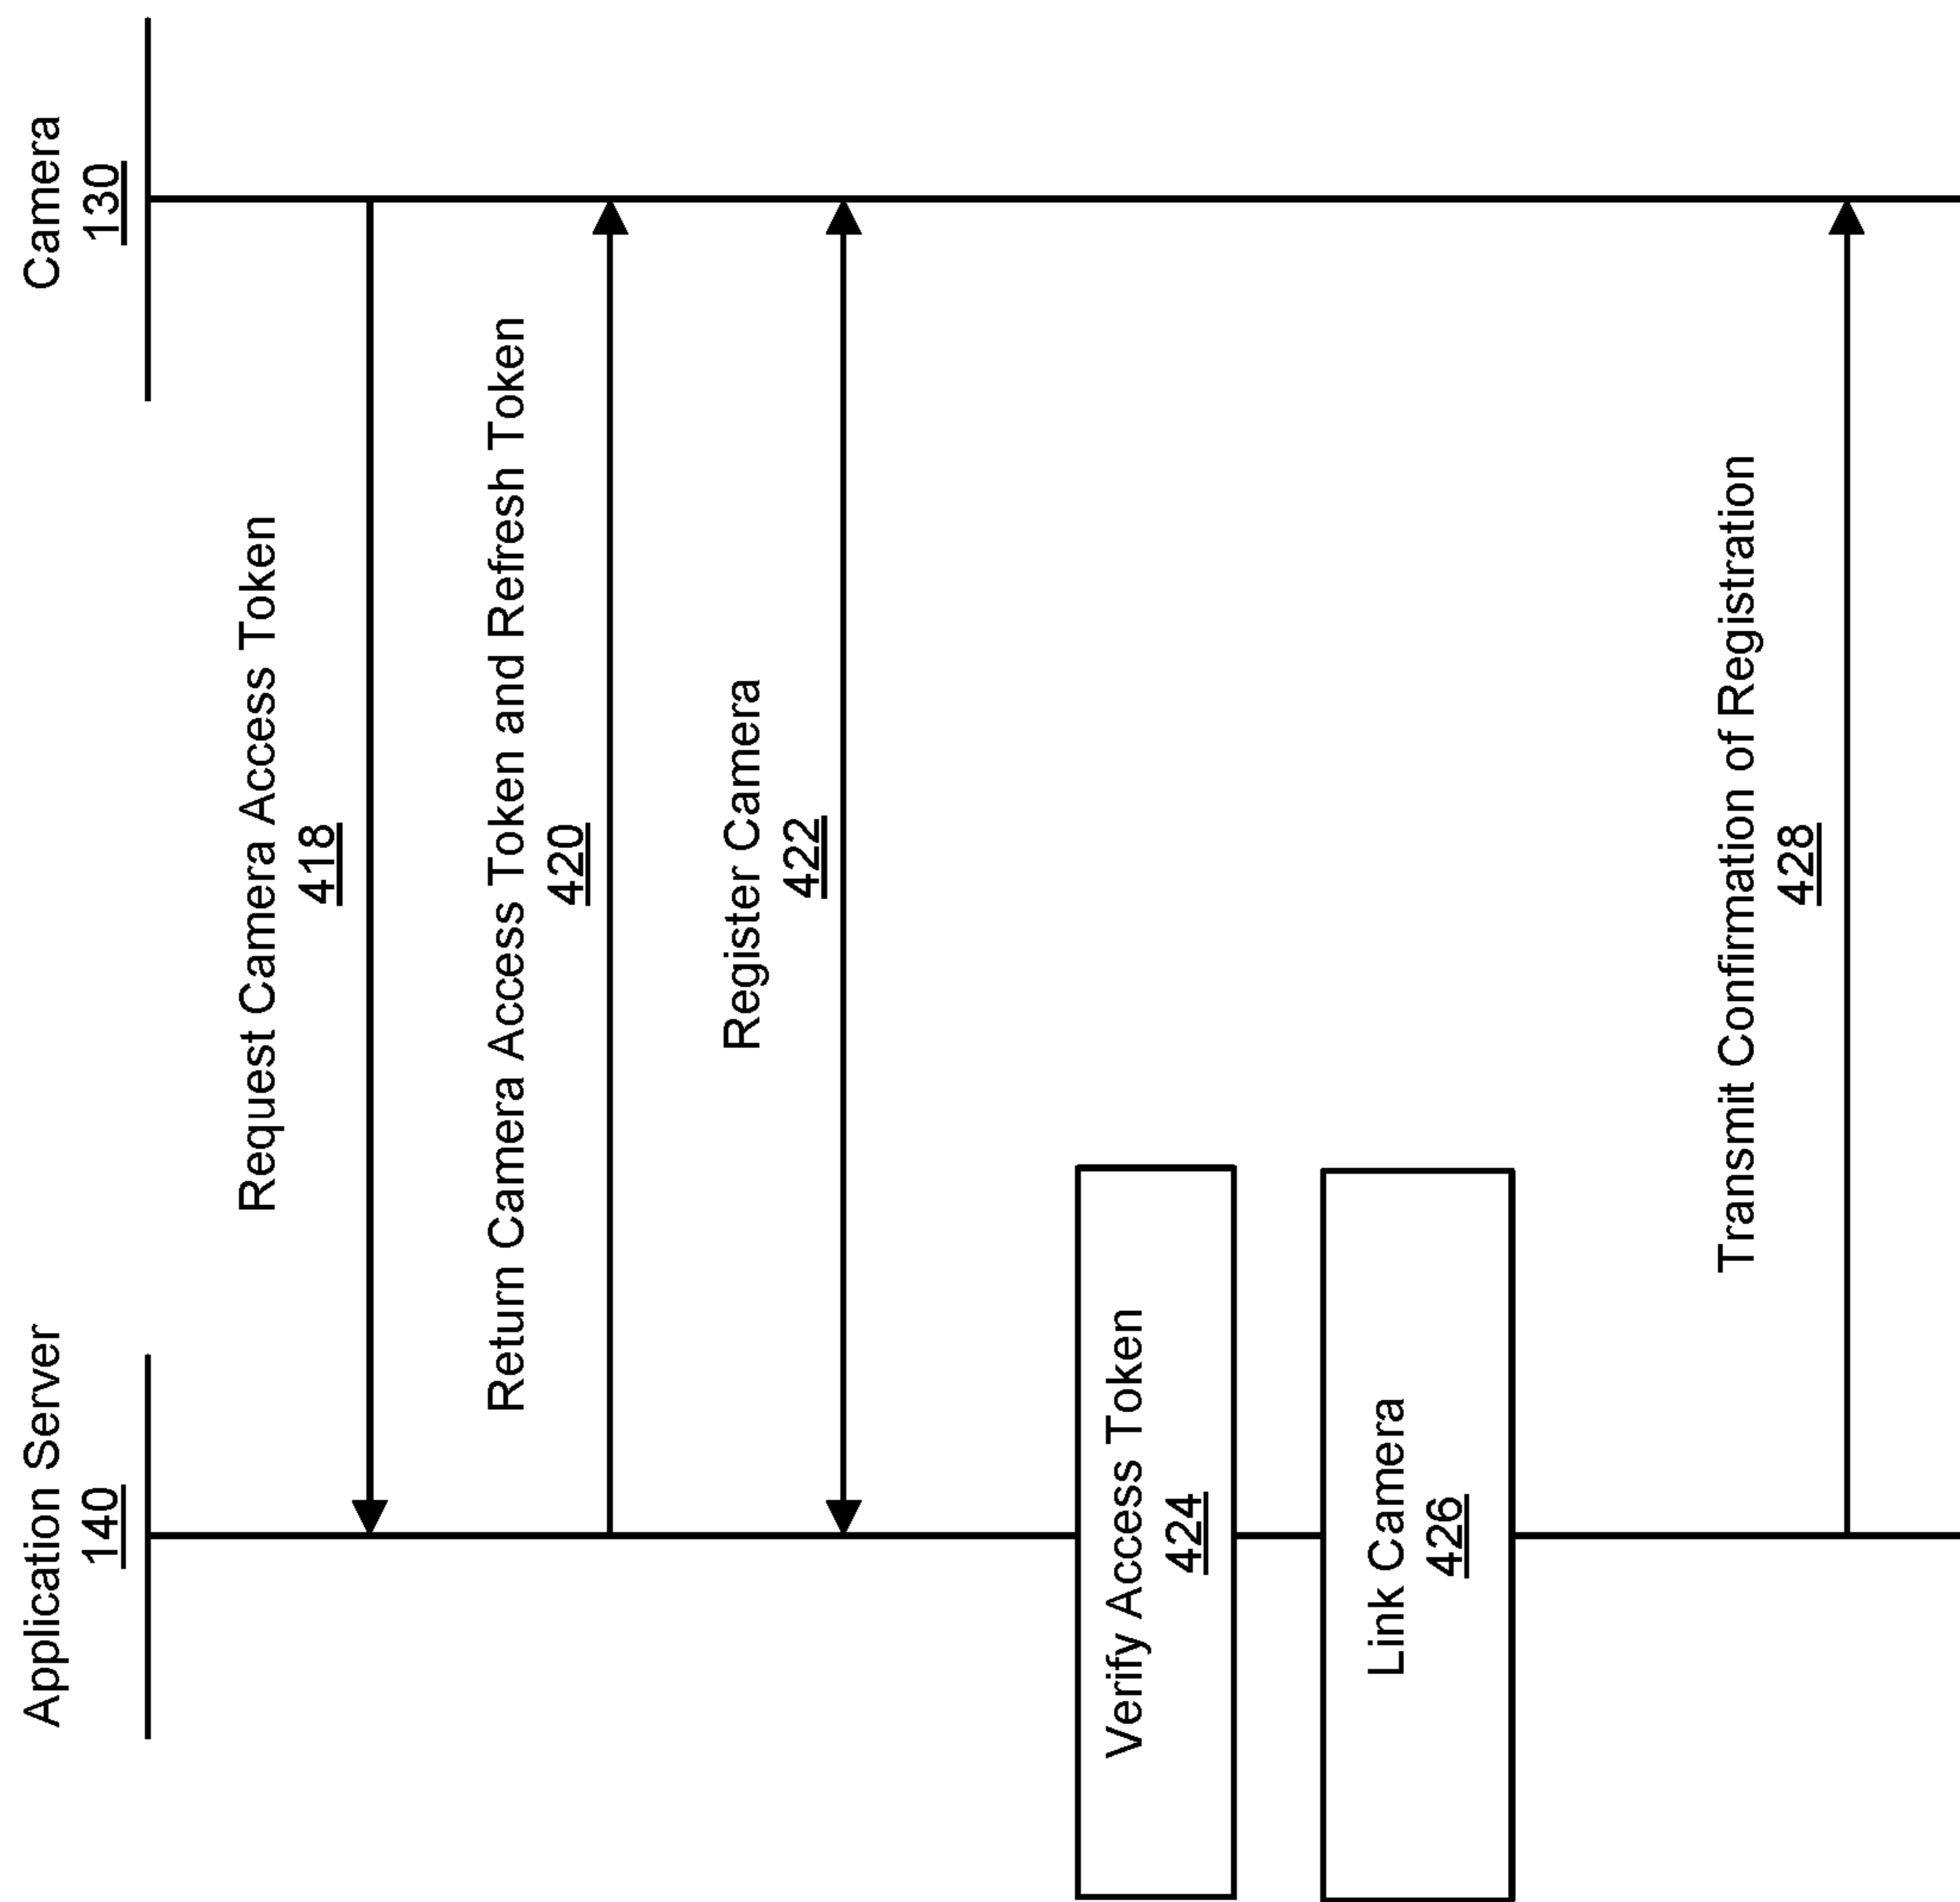 Application Server
140
Camera
130
Request Camera Access Token
418
Return Camera Access Token and Refresh Token
420
Register Camera
422
Verify Access Token
424
Link Camera
426
Transmit Confirmation of Registration
428